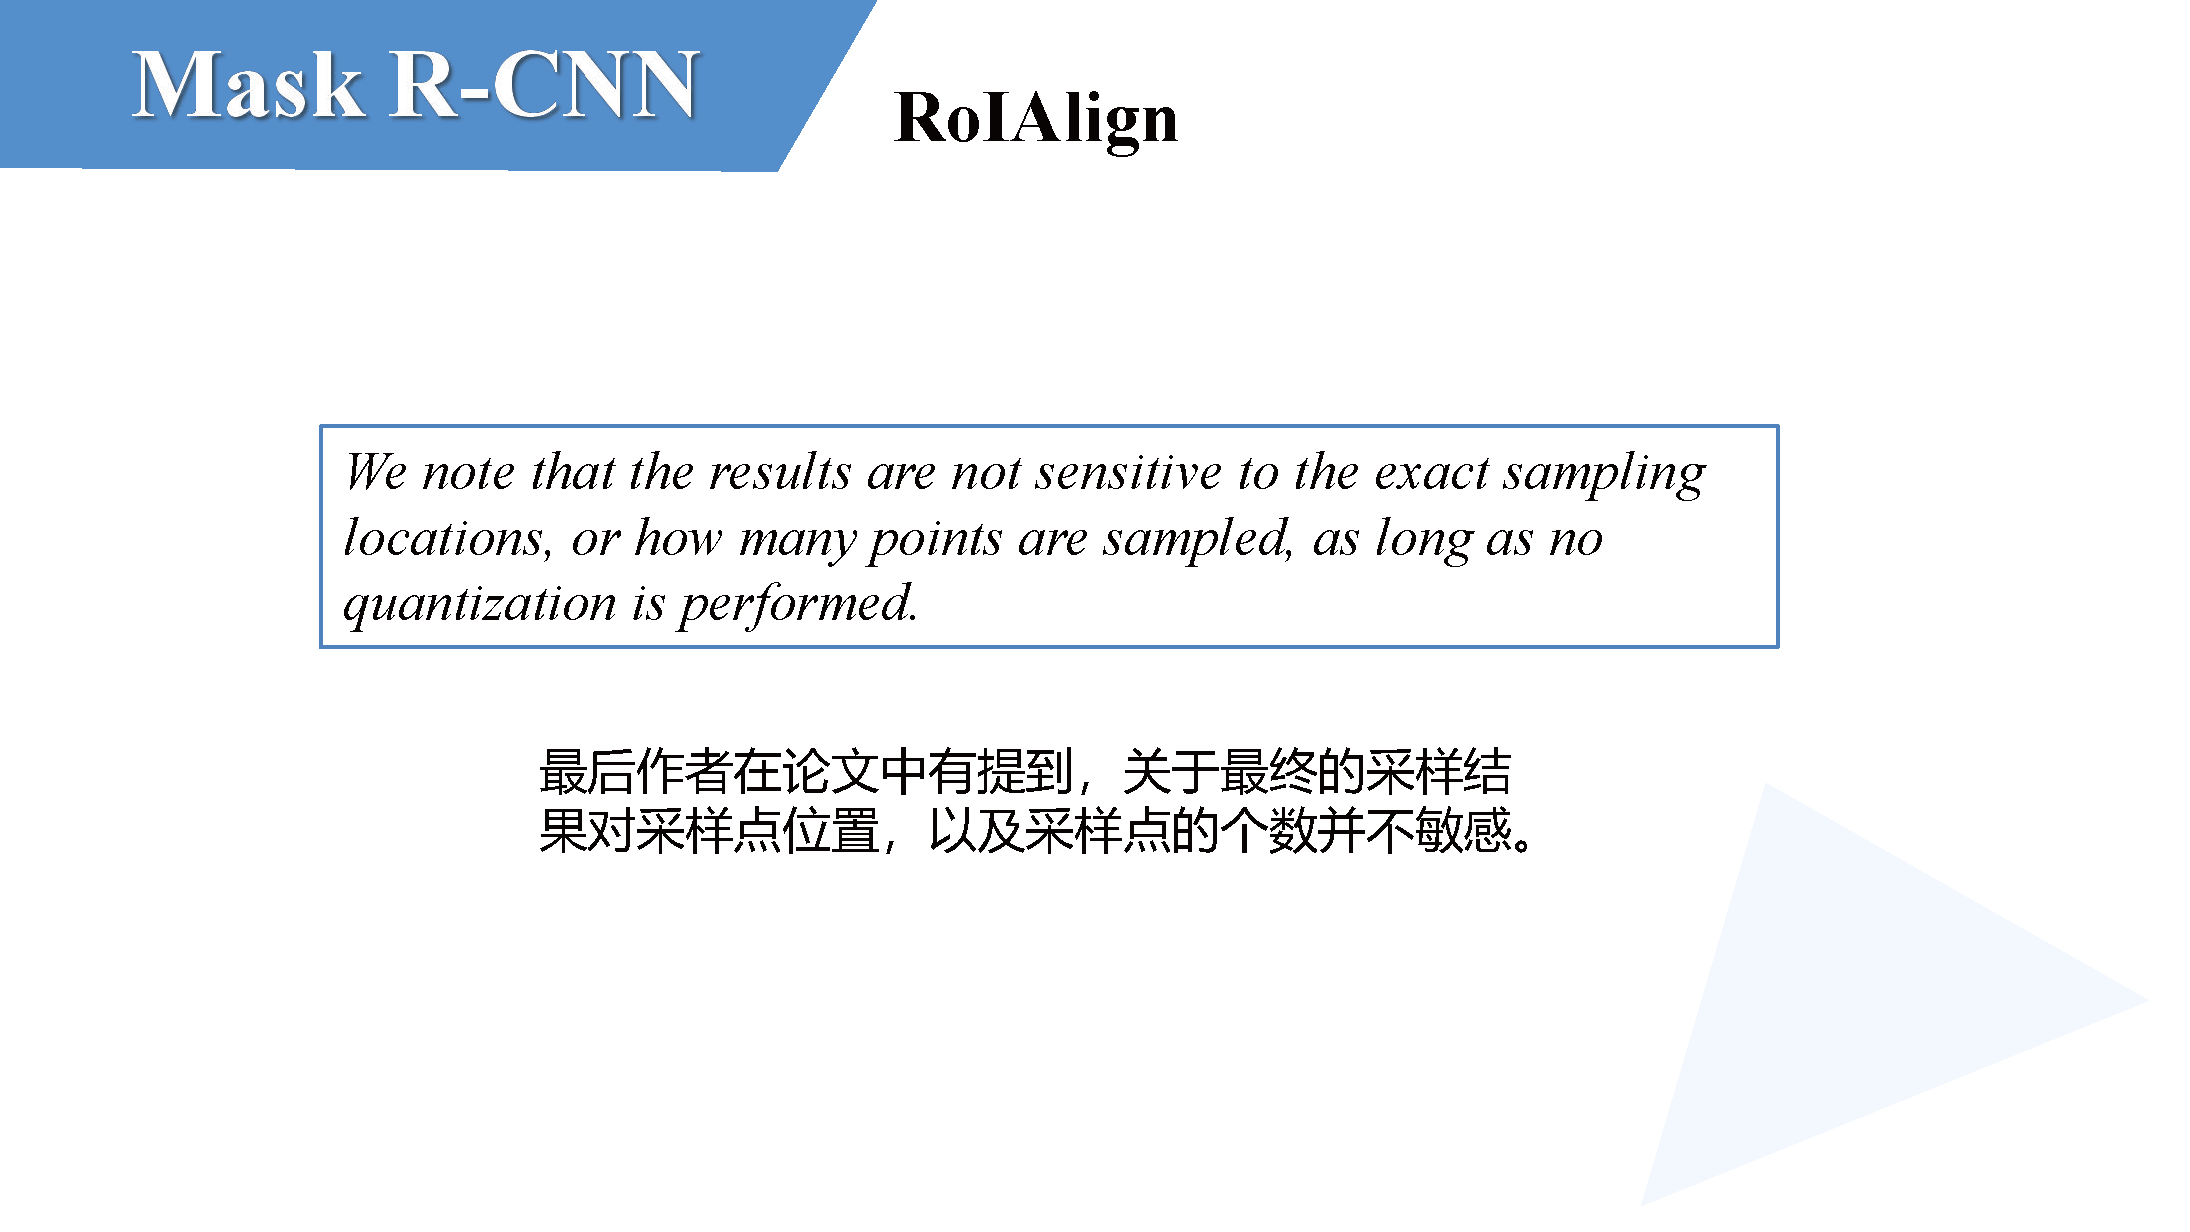 Mask R-CNN
RoIAlign
We note that the results are not sensitive to the exact sampling
locations, or how many points are sampled, as long as no
quantization is performed.
最后作者在论文中有提到，关于最终的采样结
果对采样点位置，以及采样点的个数并不敏感。